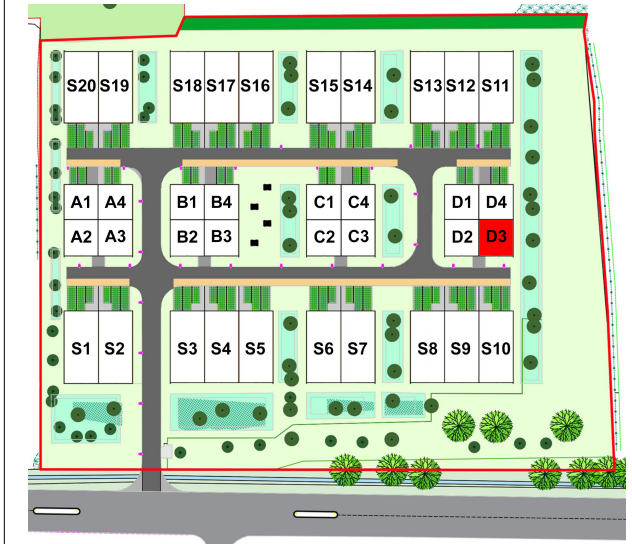 S20 S19 S18 S17 S16 S15 S14 S13 S12 S11
A1 A4 B1 B4 C1 C4 D1 D4
A2 A3 B2 B3 C2 C3 D2 D3
S1 S2 S3 S4 S5 S6 S7 S8 S9 S10